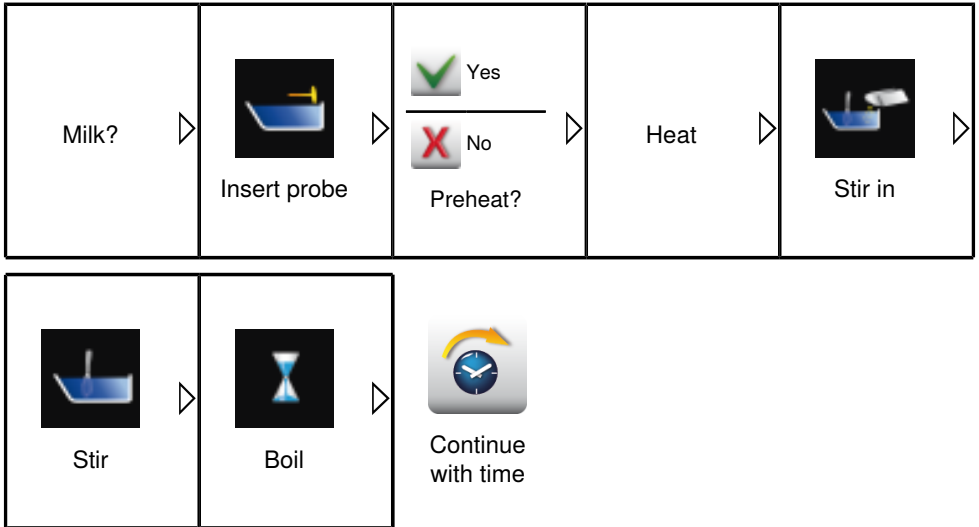 Milk?
Insert probe
Yes
No
Preheat?
Heat
Stir in
Stir
Boil
Continue
with time